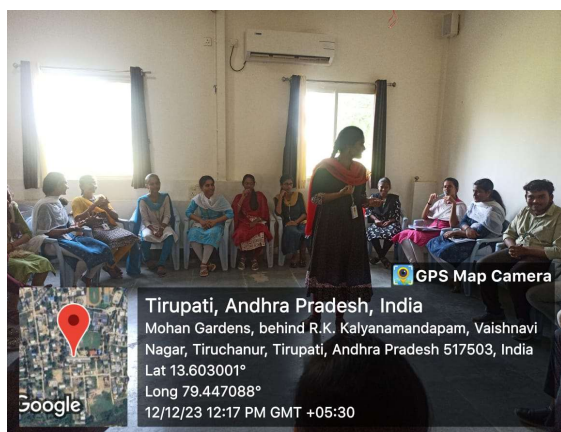 GPS Map Camera
Tirupati, Andhra Pradesh, India
Mohan Gardens, behind R.K. Kalyanamandapam, Vaishnavi
Nagar, Tiruchanur, Tirupati, Andhra Pradesh 517503, India
Lat 13.603001°
Long 79.447088°
12/12/23 12:17 PM GMT +05:30
Google